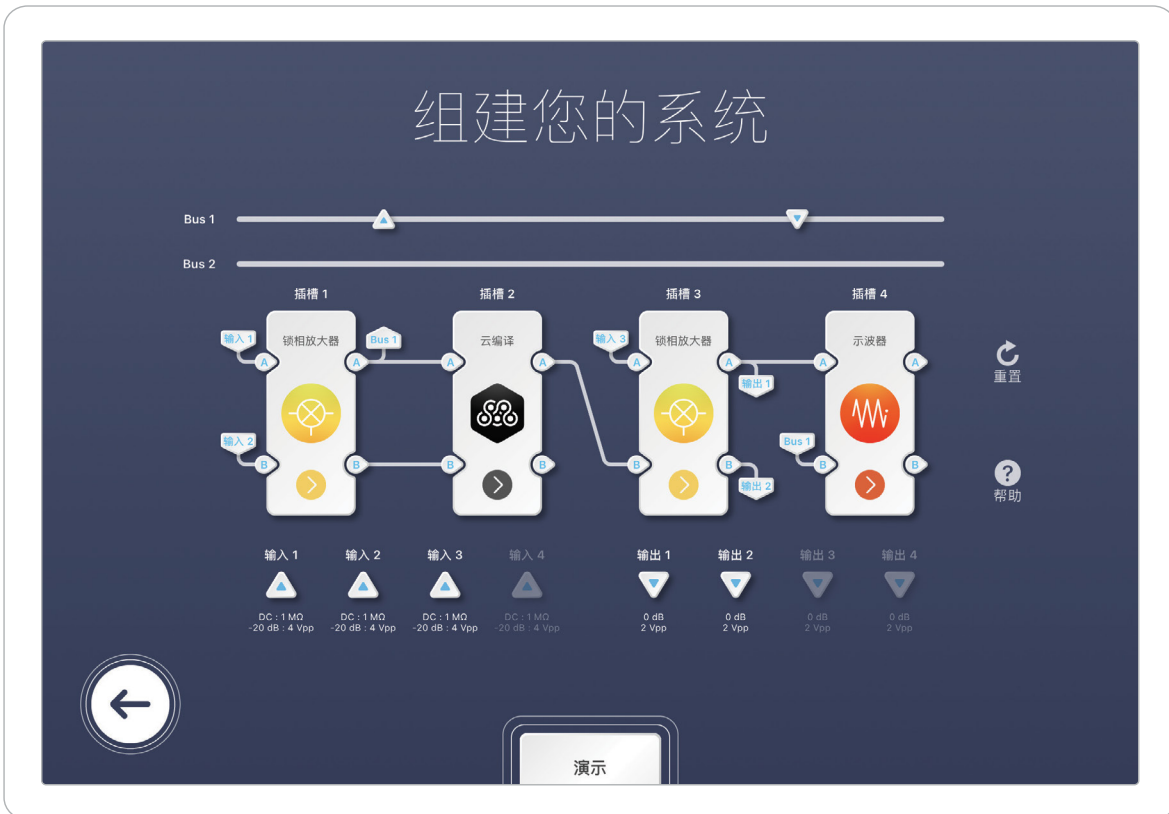 组建您的系统
Bus 1
Bus 2
插槽 1 插槽 2 插槽 3 插槽 4
输入 1 锁相放大器 Bus 1 云编译 输入 3 锁相放大器 示波器
A A A A A A A A
输出 1
重置
输入 2 Bus 1
B B B B B B B B
输出 2
?
帮助
输入 1 输入 2 输入 3 输入 4 输出 1 输出 2 输出 3 输出 4
DC : 1 MΩ DC : 1 MΩ DC : 1 MΩ DC : 1 MΩ 0 dB 0 dB 0 dB 0 dB
-20 dB : 4 Vpp -20 dB : 4 Vpp -20 dB : 4 Vpp -20 dB : 4 Vpp 2 Vpp 2 Vpp 2 Vpp 2 Vpp
演示